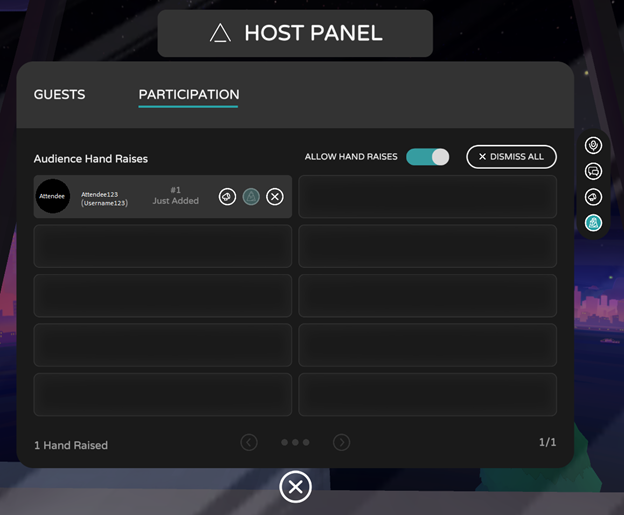 HOST PANEL
GUESTS
PARTICIPATION
Audience Hand Raises
ALLOW HAND RAISES
DISMISS ALL
Attendee
Attendee123
(Username123)
#1
Just Added
1 Hand Raised
1/1